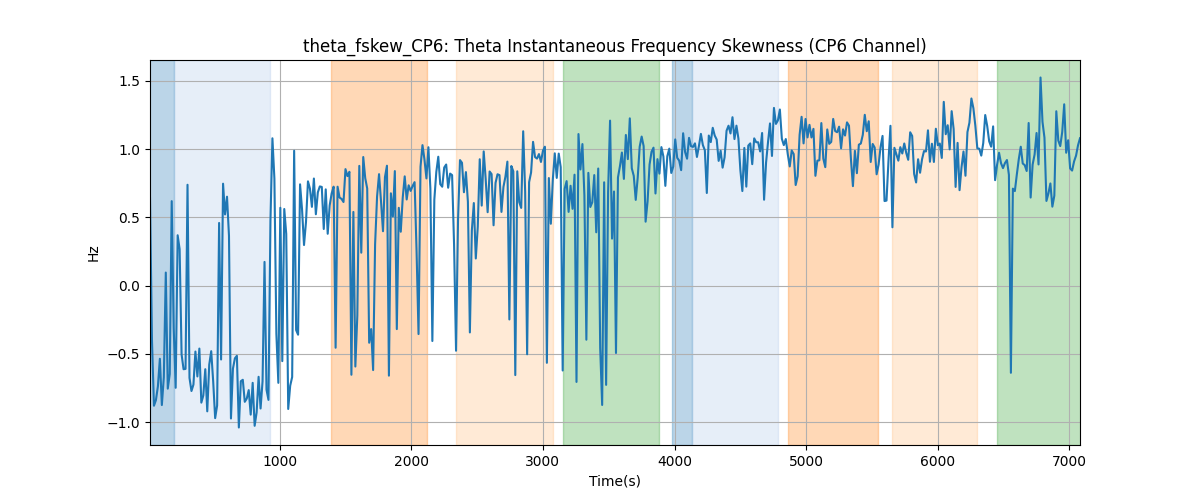 theta_fskew_CP6: Theta Instantaneous Frequency Skewness (CP6 Channel)
1.5
1.0
0.5
0.0
−0.5
−1.0
Hz
1000 2000 3000 4000 5000 6000 7000
Time(s)